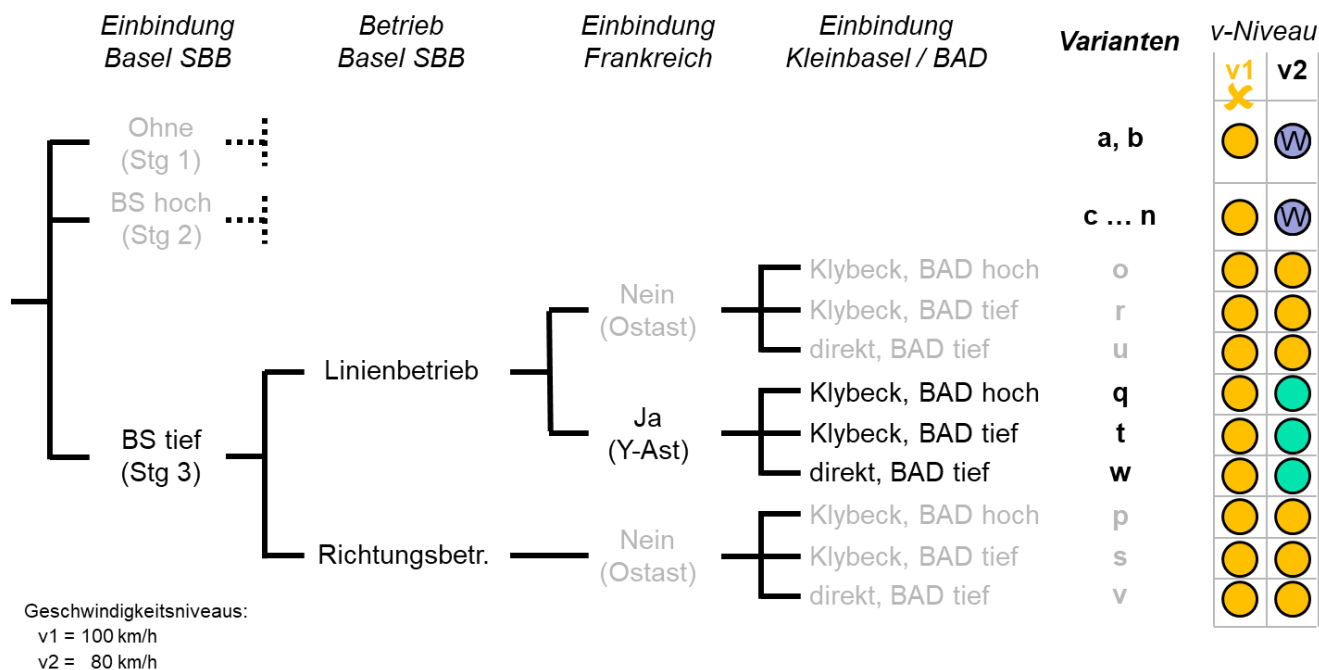 Einbindung Betrieb Einbindung Einbindung v-Niveau
Basel SBB Basel SBB Frankreich Kleinbasel / BAD Varianten
v1 v2
Ohne
(Stg 1)
a, b W
BS hoch
(Stg 2)
c ... n W
Klybeck, BAD hoch o
Nein
(Ostast)
Klybeck, BAD tief r
direkt, BAD tief u
Linienbetrieb
Klybeck, BAD hoch q
Ja
(Y-Ast)
Klybeck, BAD tief t
direkt, BAD tief w
BS tief
(Stg 3)
Klybeck, BAD hoch p
Richtungsbetr.
Nein
(Ostast)
Klybeck, BAD tief s
direkt, BAD tief v
Geschwindigkeitsniveaus:
v1 = 100 km/h
v2 = 80 km/h